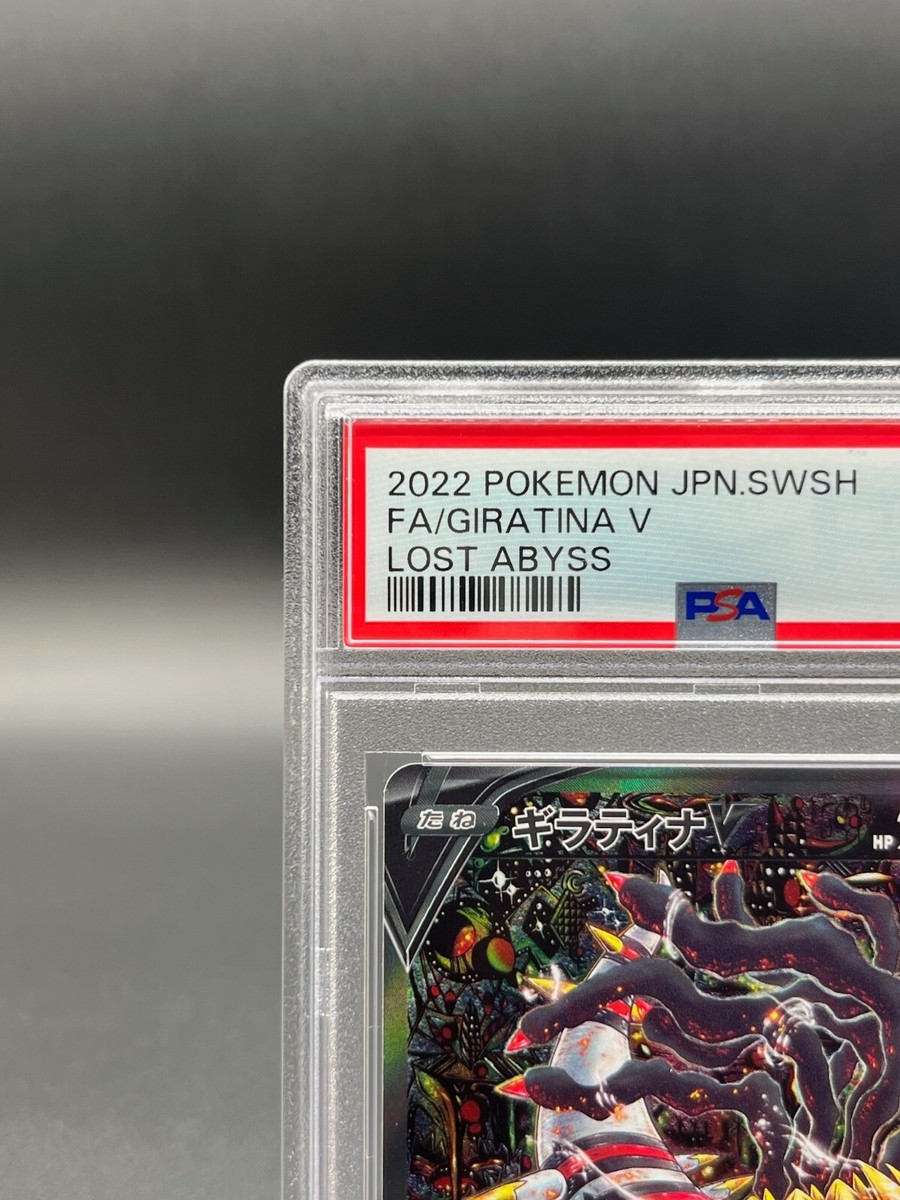 2022 POKEMON JPN.SWSH
FA/GIRATINA V
LOST ABYSS
PSA
たね ギラティナV HP